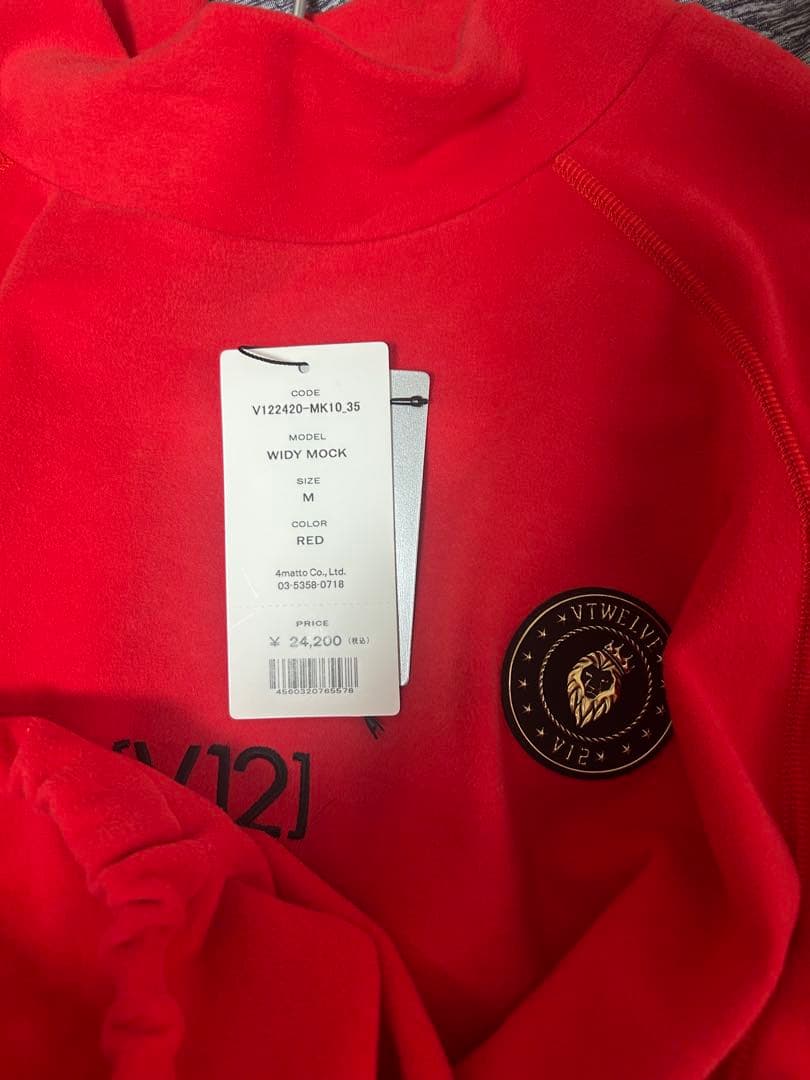 CODE
V122420-MK10_35
MODEL
WIDY MOCK
SIZE
M
COLOR
RED
4matto Co., Ltd.
03-5358-0718
PRICE
¥ 24,200 (税込)
4560320765578
VTWELVE
V12
[V12]